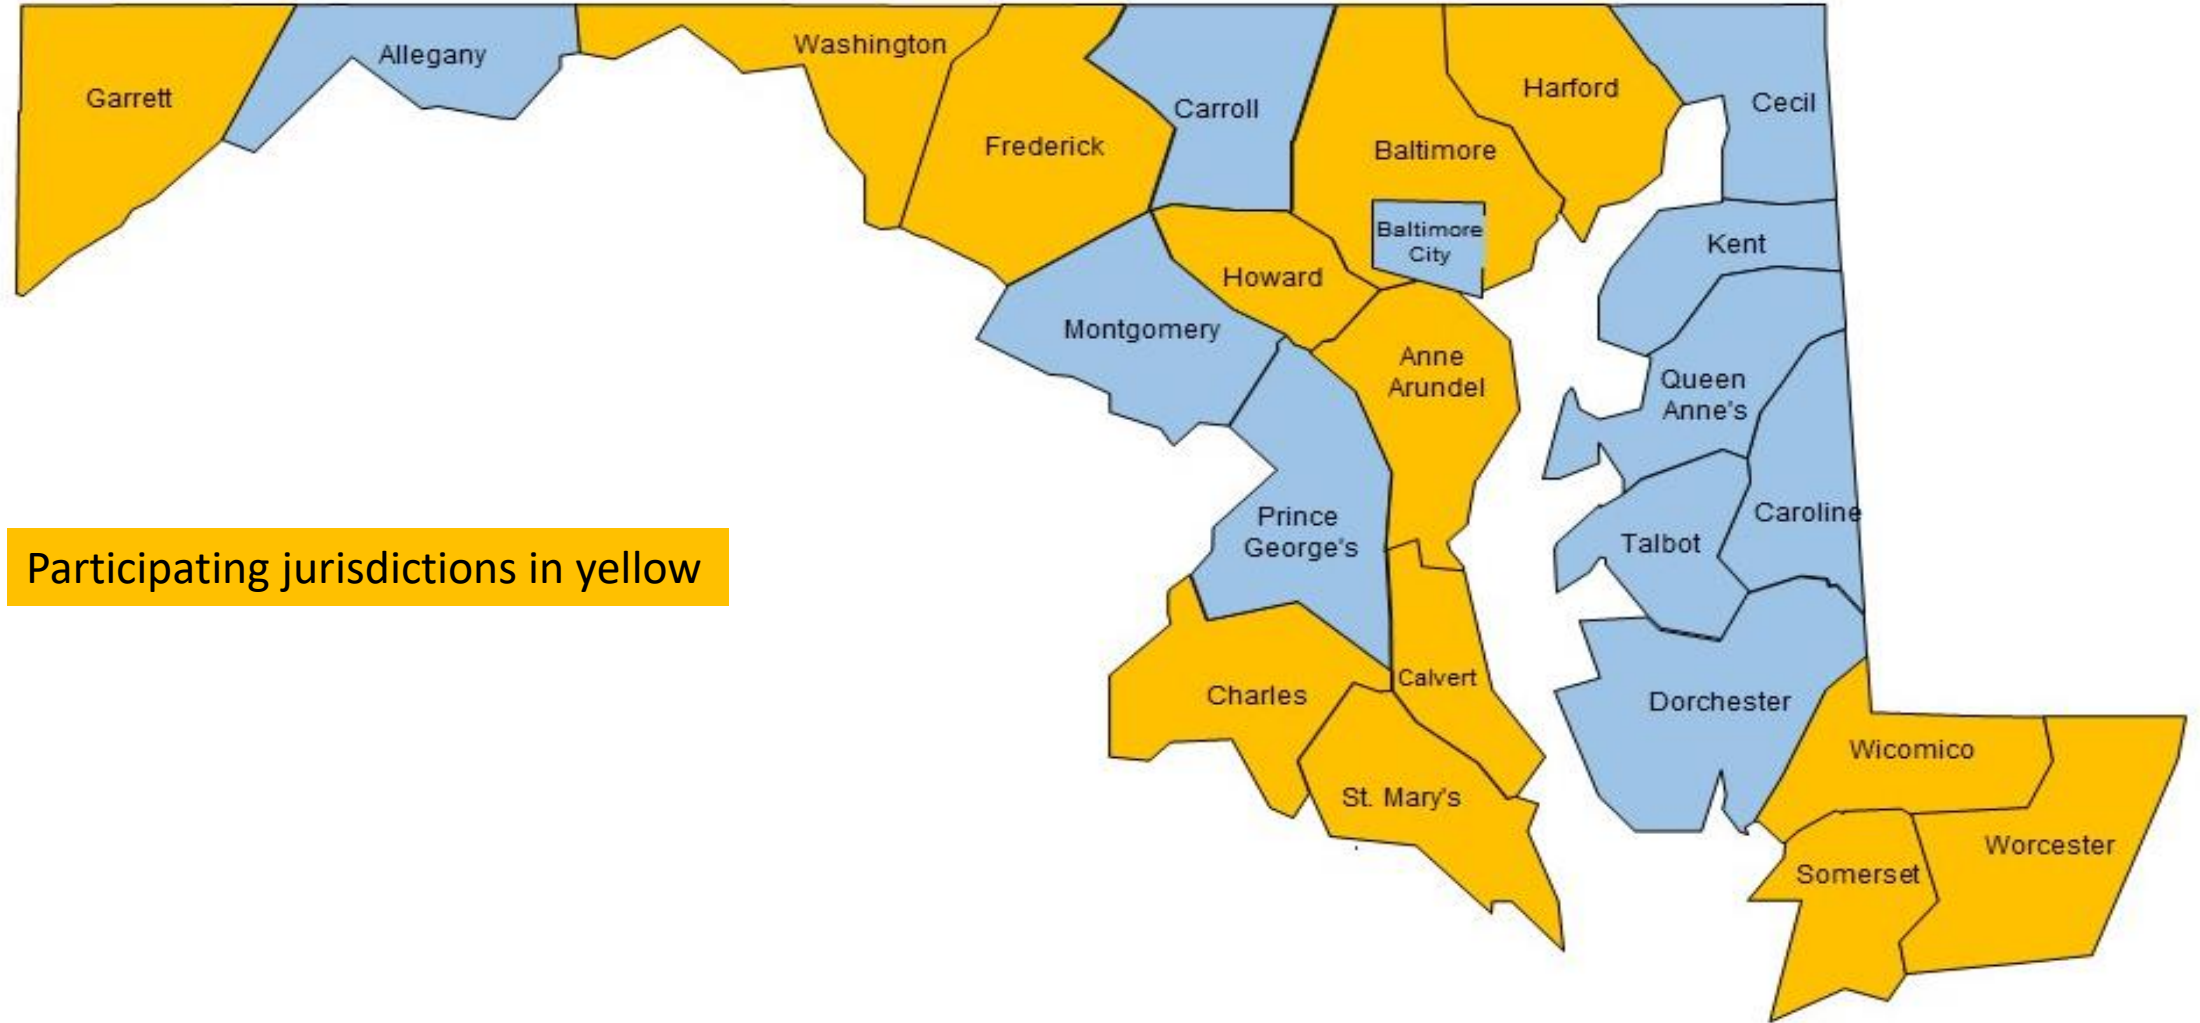 Garrett
Allegany
Washington
Frederick
Carroll
Baltimore
Harford
Cecil
Baltimore
City
Kent
Howard
Montgomery
Anne
Arundel
Queen
Anne's
Prince
George's
Talbot
Caroline
Participating jurisdictions in yellow
Charles
Calvert
Dorchester
St. Mary's
Wicomico
Somerset
Worcester